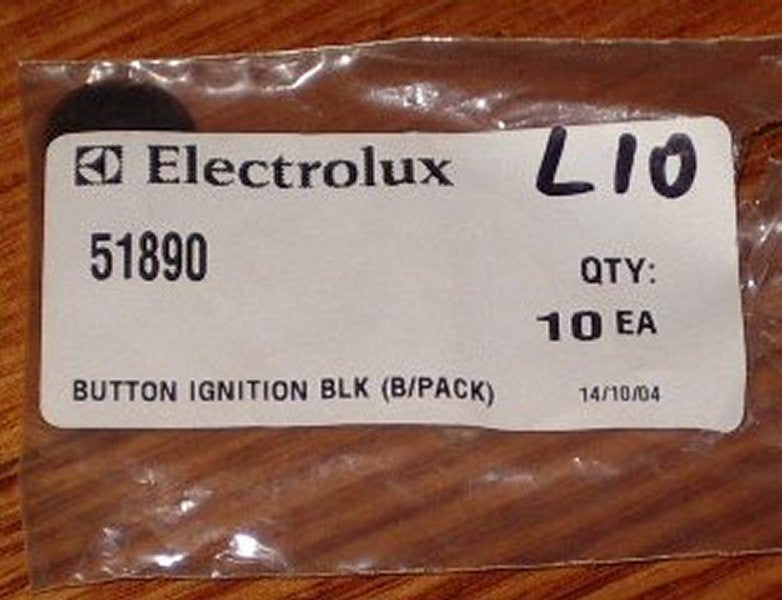 Electrolux L10
51890
QTY:
10 EA
BUTTON IGNITION BLK (B/PACK) 14/10/04